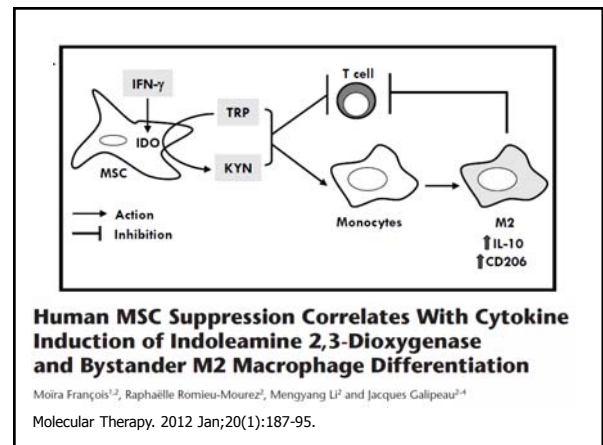 IFN-γ
IDO
MSC
TRP
KYN
T cell
Monocytes
M2
⬆IL-10
⬆CD206
Action
Inhibition
Human MSC Suppression Correlates With Cytokine
Induction of Indoleamine 2,3-Dioxygenase
and Bystander M2 Macrophage Differentiation
Moïra François¹,², Raphaëlle Romieu-Mourez², Mengyang Li² and Jacques Galipeau²⁻⁴
Molecular Therapy. 2012 Jan;20(1):187-95.